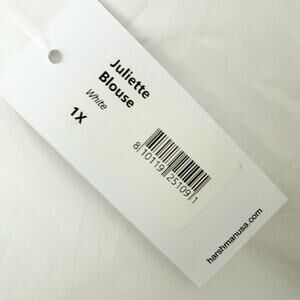 Juliette
Blouse
White
1X
8 10119 25109 1
harshmanusa.com